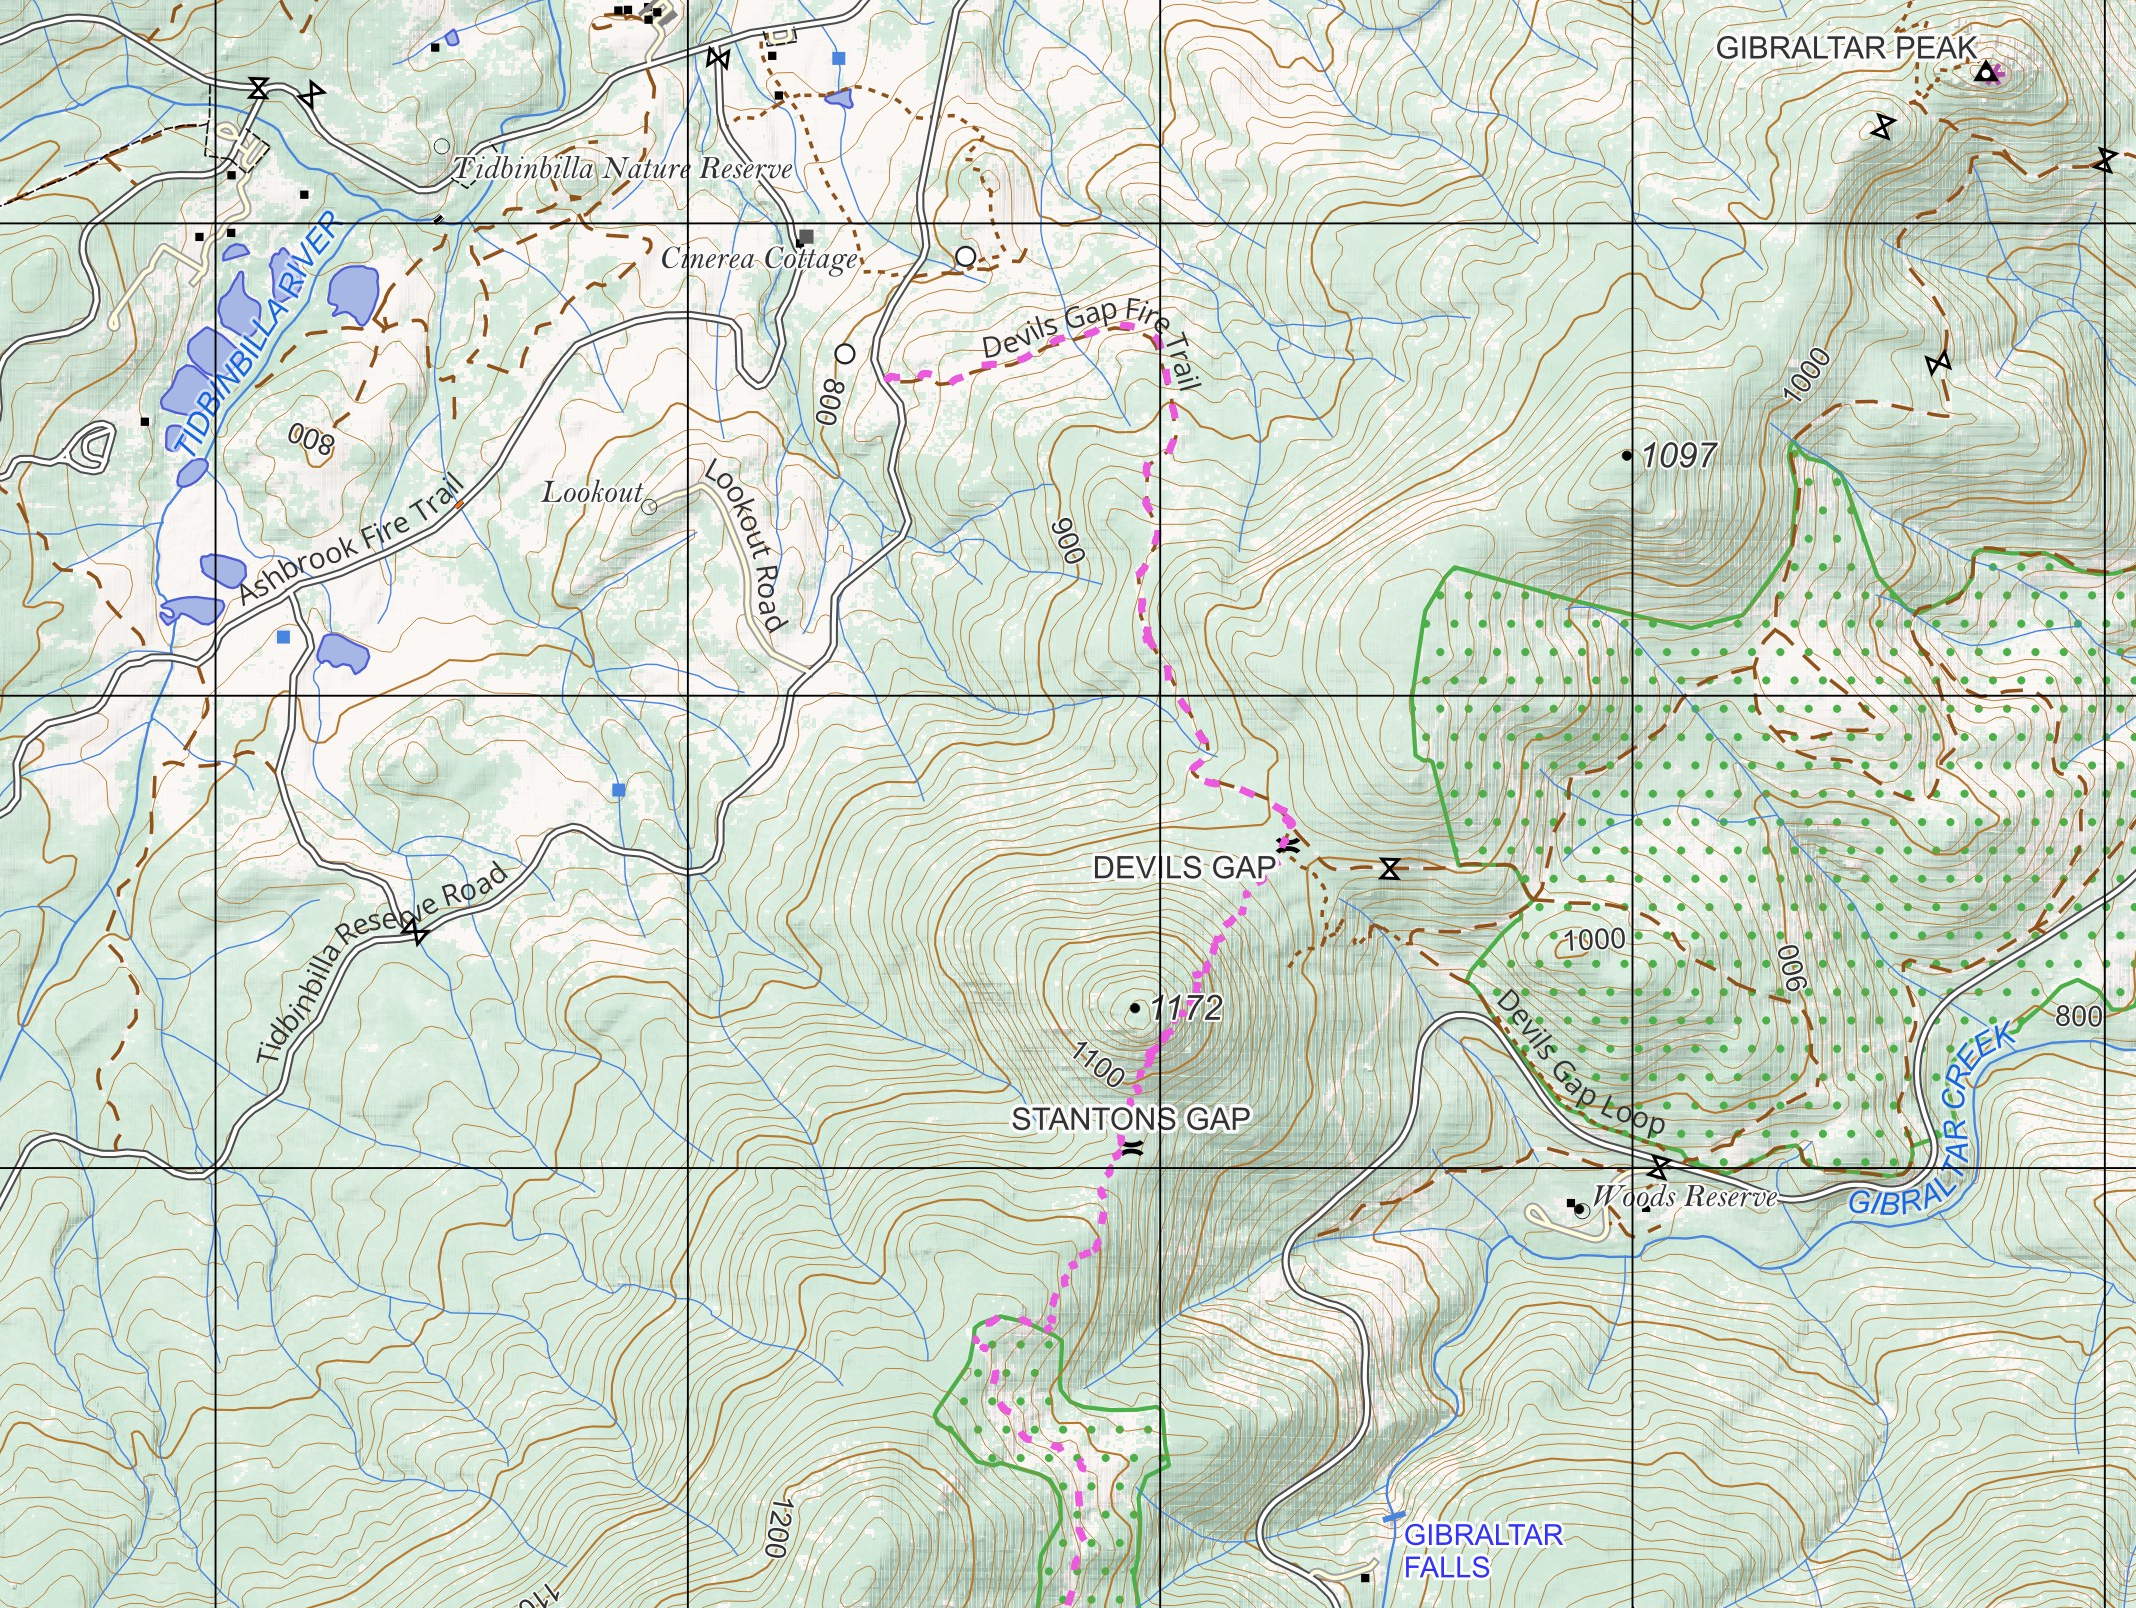 GIBRALTAR PEAK
Tidbinbilla Nature Reserve
TIDBINBILLA RIVER
Cinerea Cottage
Devils Gap Fire Trail
1000
800
800
1097
Lookout
Lookout Road
Ashbrook Fire Trail
900
DEVILS GAP
Tidbinbilla Reserve Road
1000
900
1172
Devils Gap Loop
800
1100
GIBRALTAR CREEK
STANTONS GAP
Woods Reserve
1200
GIBRALTAR
FALLS